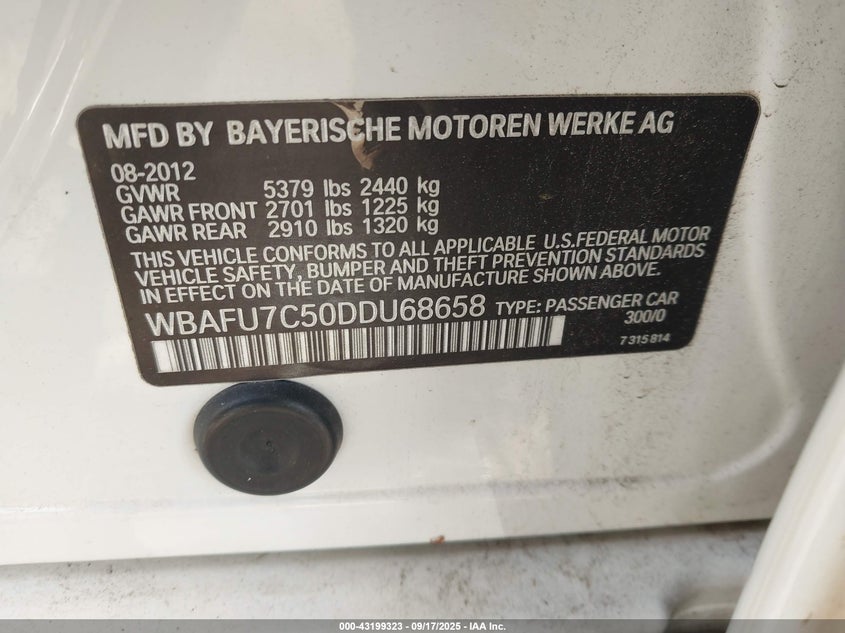 MFD BY BAYERISCHE MOTOREN WERKE AG
08-2012
GVWR 5379 lbs 2440 kg
GAWR FRONT 2701 lbs 1225 kg
GAWR REAR 2910 lbs 1320 kg
THIS VEHICLE CONFORMS TO ALL APPLICABLE U.S.FEDERAL MOTOR
VEHICLE SAFETY, BUMPER AND THEFT PREVENTION STANDARDS
IN EFFECT ON THE DATE OF MANUFACTURE SHOWN ABOVE.
WBAFU7C50DDU68658 TYPE: PASSENGER CAR
300/0
7 315 814
000-43199323 - 09/17/2025 - IAA Inc.